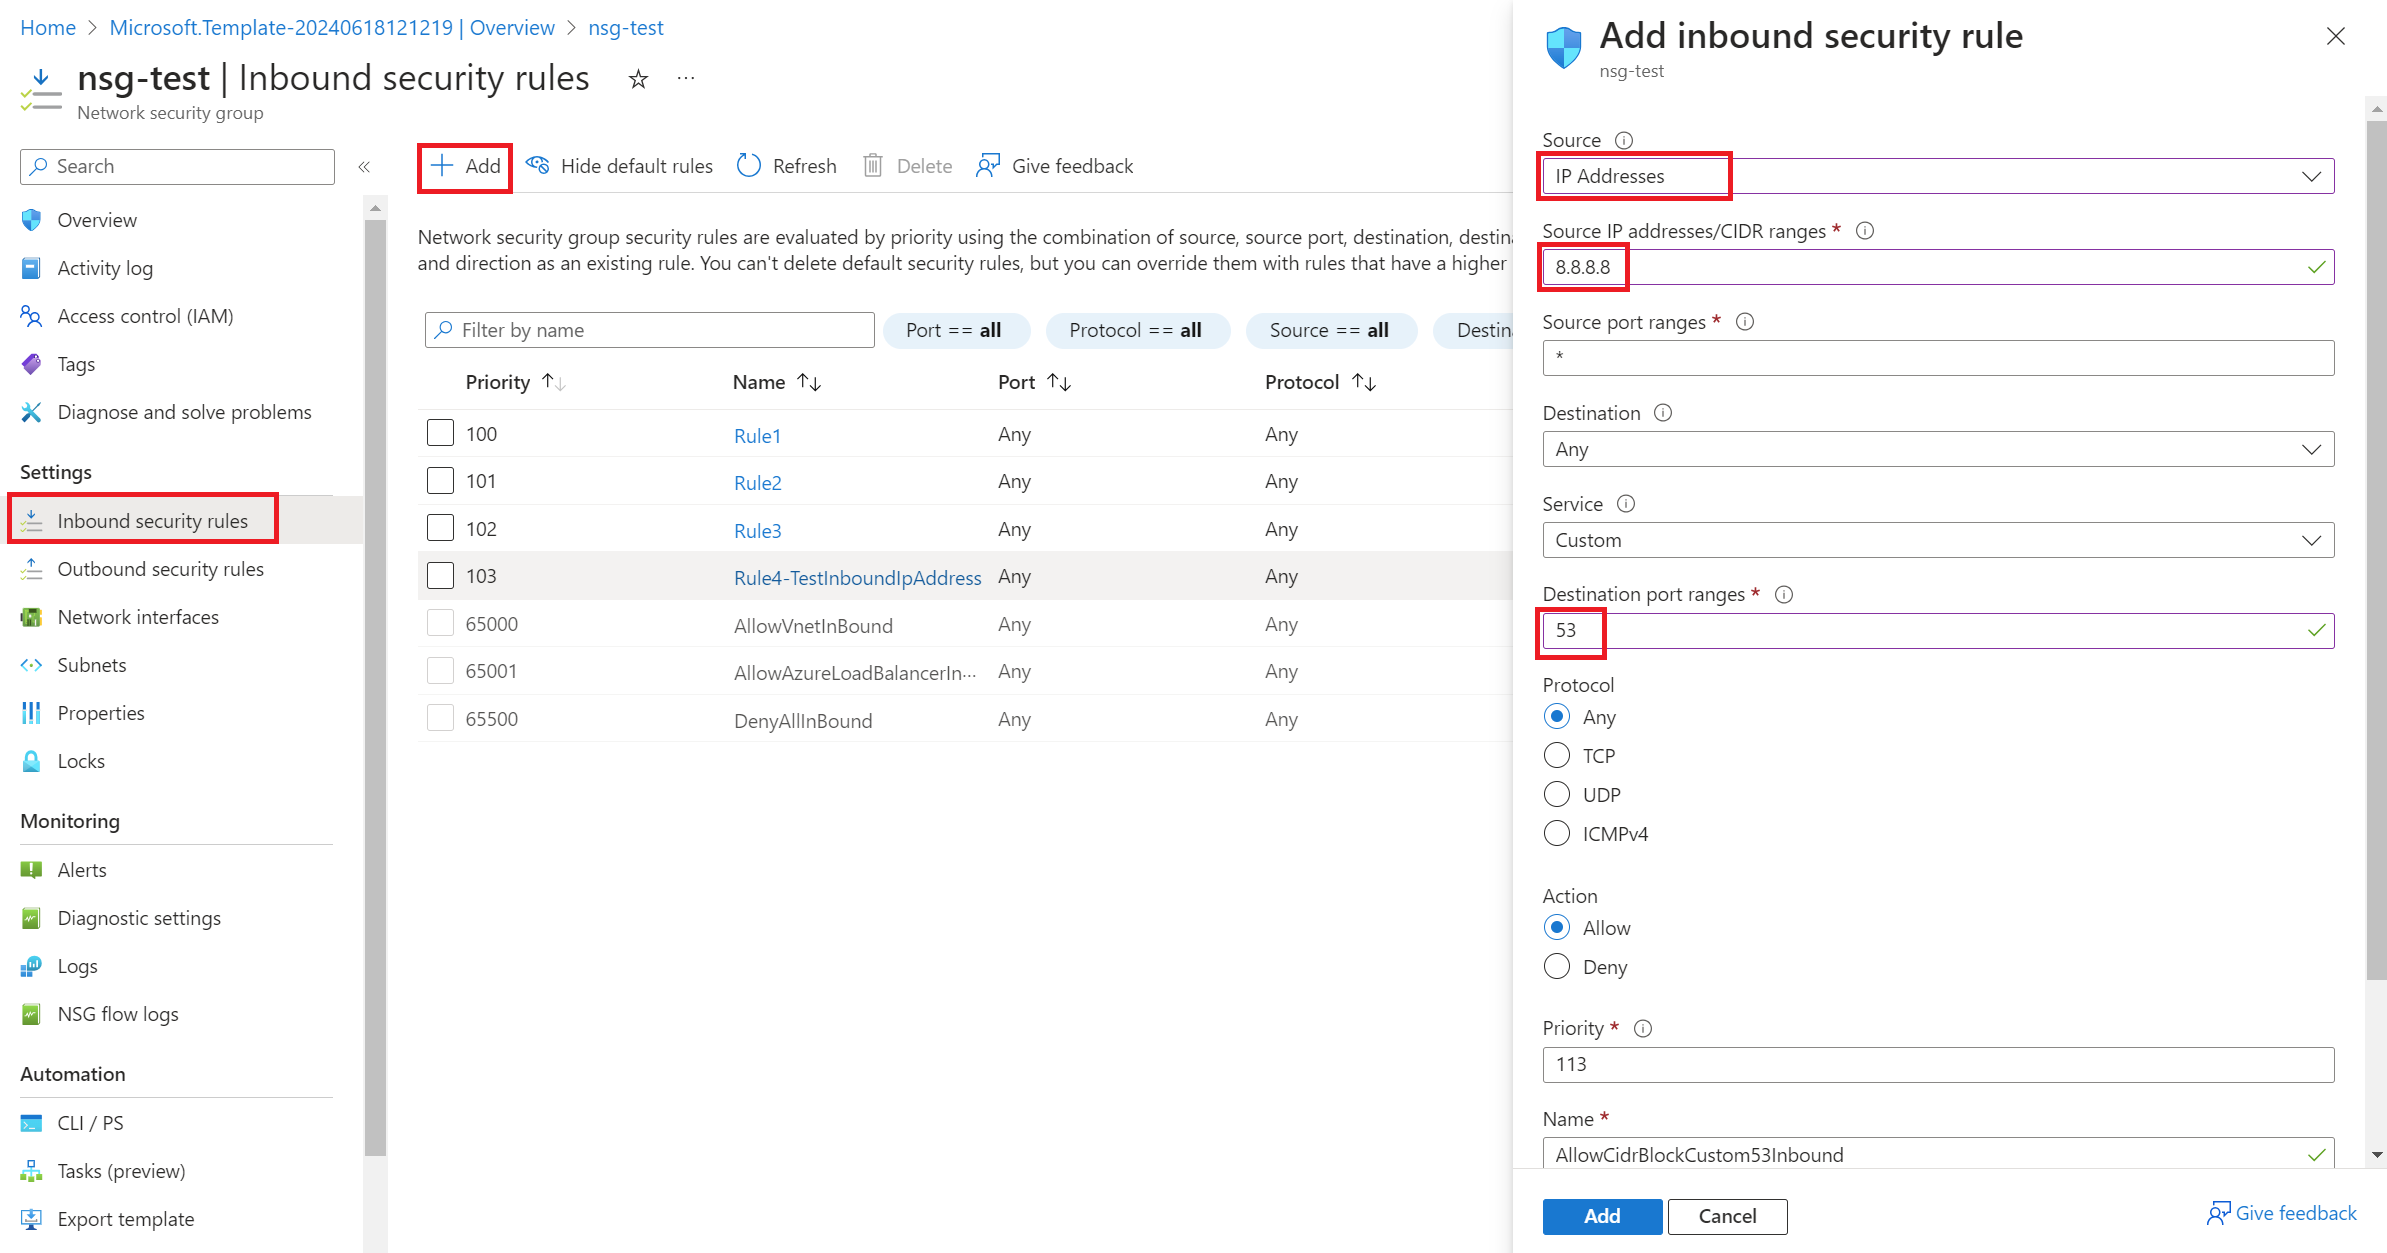 Home > Microsoft.Template-20240618121219 | Overview > nsg-test
nsg-test | Inbound security rules ☆ ···
Network security group
Search «
Overview
Activity log
Access control (IAM)
Tags
Diagnose and solve problems
Settings
Inbound security rules
Outbound security rules
Network interfaces
Subnets
Properties
Locks
Monitoring
Alerts
Diagnostic settings
Logs
NSG flow logs
Automation
CLI / PS
Tasks (preview)
Export template
Add Hide default rules Refresh Delete Give feedback
Network security group security rules are evaluated by priority using the combination of source, source port, destination, destina
and direction as an existing rule. You can't delete default security rules, but you can override them with rules that have a higher
Filter by name Port == all Protocol == all Source == all Destina
Priority ↑↓ Name ↑↓ Port ↑↓ Protocol ↑↓
100 Rule1 Any Any
101 Rule2 Any Any
102 Rule3 Any Any
103 Rule4-TestInboundIpAddress Any Any
65000 AllowVnetInBound Any Any
65001 AllowAzureLoadBalancerIn··· Any Any
65500 DenyAllInBound Any Any
Add inbound security rule
nsg-test
Source
IP Addresses
Source IP addresses/CIDR ranges *
8.8.8.8
Source port ranges *
*
Destination
Any
Service
Custom
Destination port ranges *
53
Protocol
Any
TCP
UDP
ICMPv4
Action
Allow
Deny
Priority *
113
Name *
AllowCidrBlockCustom53Inbound
Add Cancel Give feedback